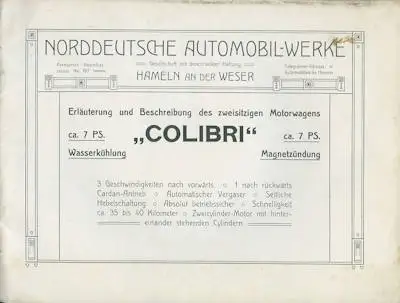 NORDDEUTSCHE AUTOMOBIL-WERKE
Gesellschaft mit beschränkter Haftung
HAMELN AN DER WESER
Erläuterung und Beschreibung des zweisitzigen Motorwagens
ca. 7 PS. „COLIBRI“ ca. 7 PS.
Wasserkühlung Magnetzündung
3 Geschwindigkeiten nach vorwärts 1 nach rückwärts
Cardan-Antrieb Automatischer Vergaser Seitliche
Hebelschaltung Absolut betriebssicher Schnelligkeit
ca. 35 bis 40 Kilometer Zweicylinder-Motor mit hinter-
einander stehenden Cylindern